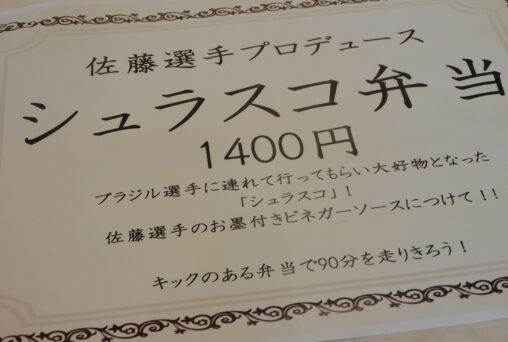 佐藤選手プロデュース
シュラスコ弁当
1400円
ブラジル選手に連れて行ってもらい大好物となった
「シュラスコ」!
佐藤選手のお墨付きビネガーソースにつけて!!
キックのある弁当で90分を走りきろう!